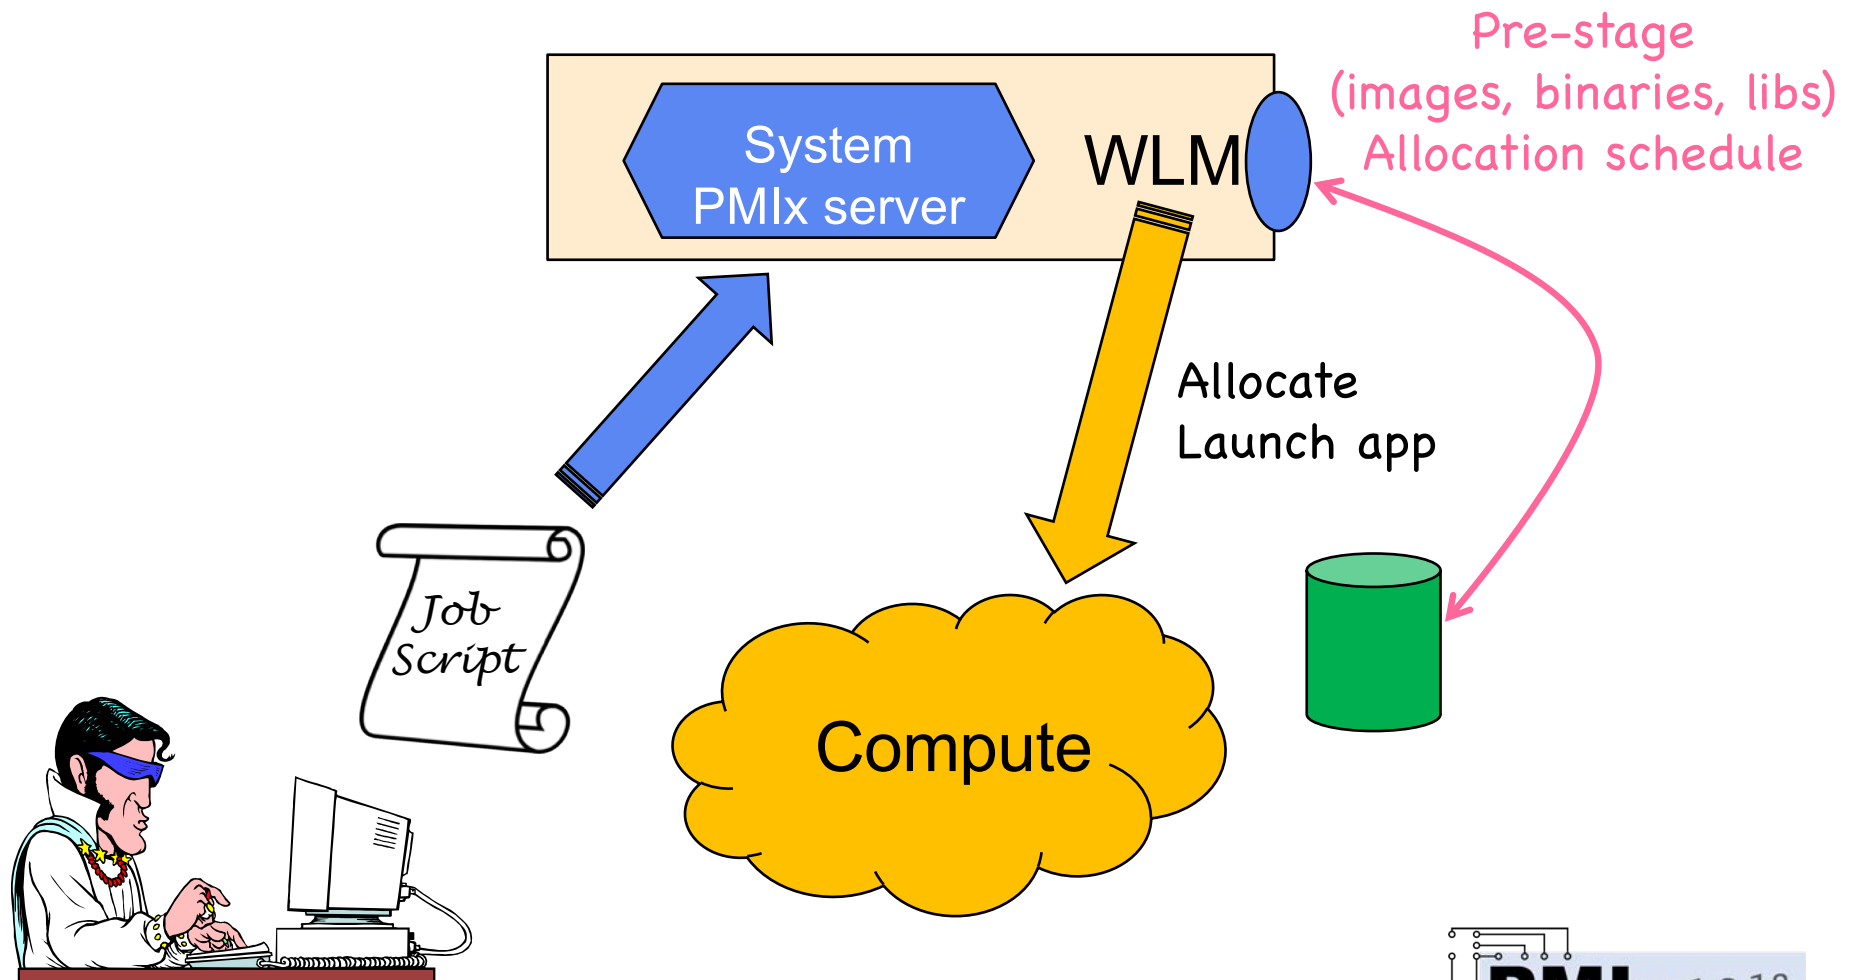 Pre-stage
(images, binaries, libs)
Allocation schedule
System
PMIx server
WLM
Allocate
Launch app
Job
Script
Compute